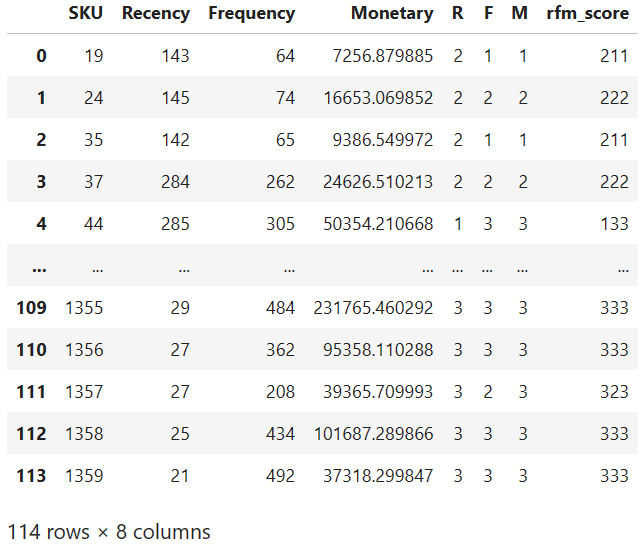 SKU Recency Frequency Monetary R F M rfm_score
0 19 143 64 7256.879885 2 1 1 211
1 24 145 74 16653.069852 2 2 2 222
2 35 142 65 9386.549972 2 1 1 211
3 37 284 262 24626.510213 2 2 2 222
4 44 285 305 50354.210668 1 3 3 133
... ... ... ... ... ... ... ... ...
109 1355 29 484 231765.460292 3 3 3 333
110 1356 27 362 95358.110288 3 3 3 333
111 1357 27 208 39365.709993 3 2 3 323
112 1358 25 434 101687.289866 3 3 3 333
113 1359 21 492 37318.299847 3 3 3 333
114 rows × 8 columns